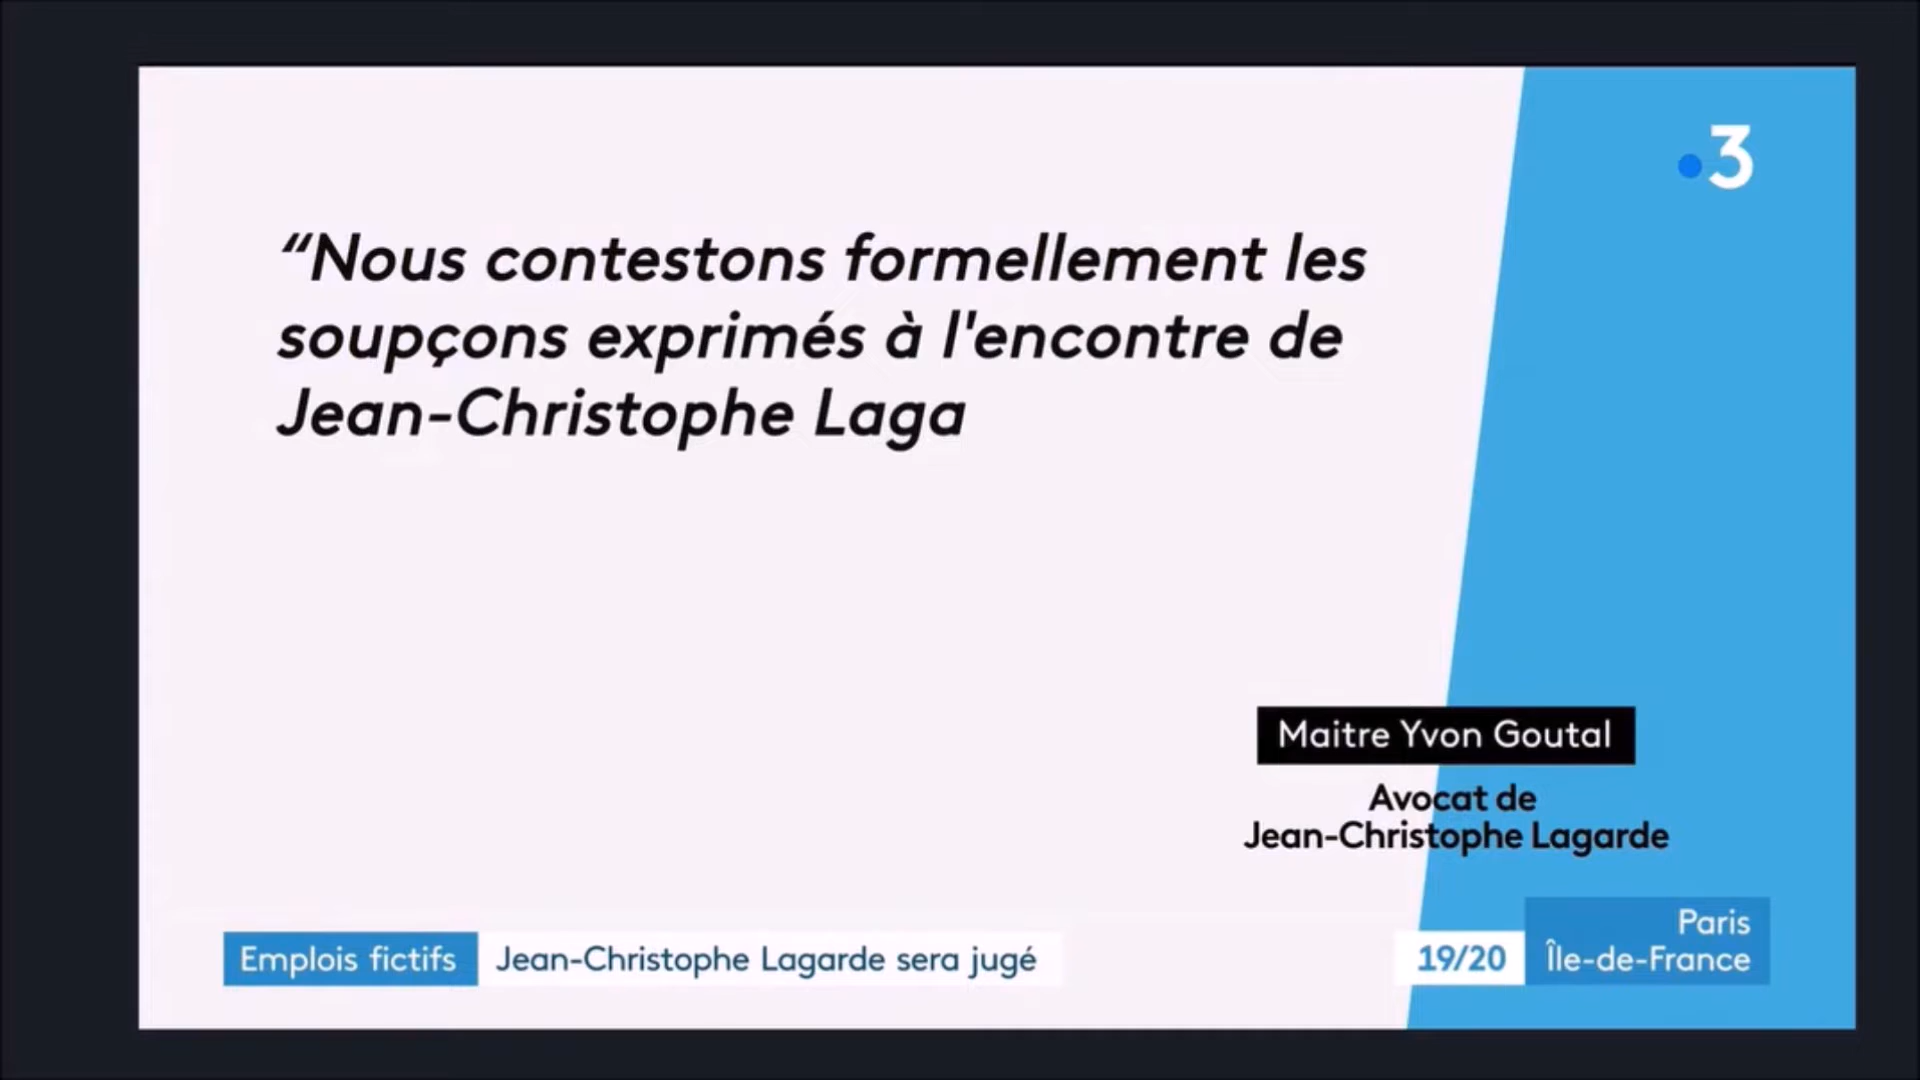 3
“Nous contestons formellement les
soupçons exprimés à l'encontre de
Jean-Christophe Laga
Maitre Yvon Goutal
Avocat de
Jean-Christophe Lagarde
Emplois fictifs Jean-Christophe Lagarde sera jugé
19/20
Paris
Île-de-France